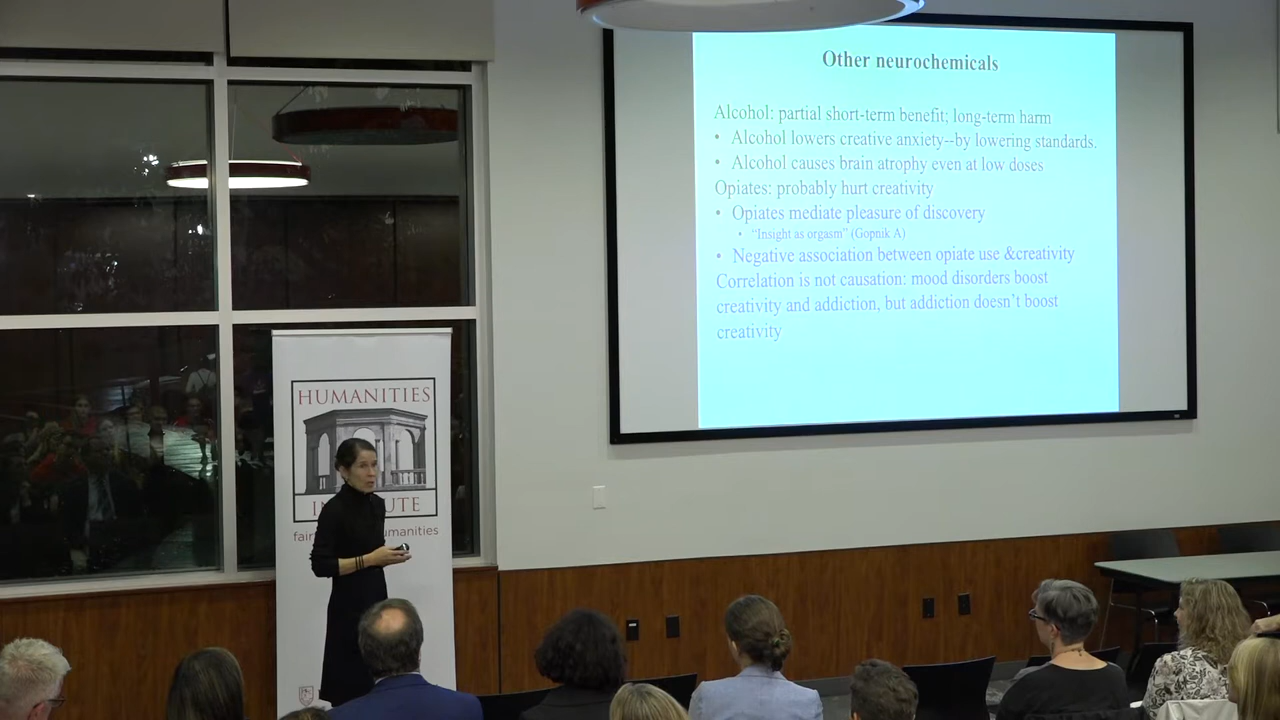 Other neurochemicals
Alcohol: partial short-term benefit; long-term harm
• Alcohol lowers creative anxiety--by lowering standards.
• Alcohol causes brain atrophy even at low doses
Opiates: probably hurt creativity
• Opiates mediate pleasure of discovery
• “Insight as orgasm” (Gopnik A)
• Negative association between opiate use &creativity
Correlation is not causation: mood disorders boost
creativity and addiction, but addiction doesn’t boost
creativity
HUMANITIES